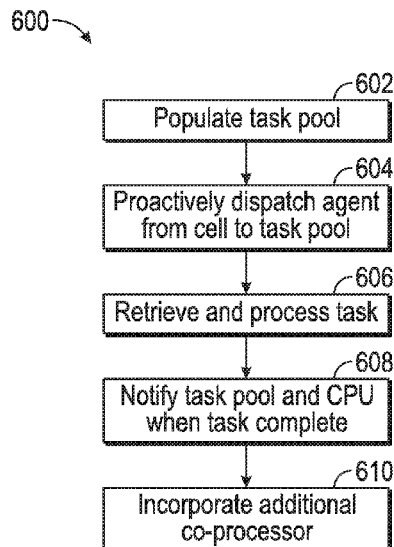 600
602
Populate task pool
604
Proactively dispatch agent
from cell to task pool
606
Retrieve and process task
608
Notify task pool and CPU
when task complete
610
Incorporate additional
co-processor